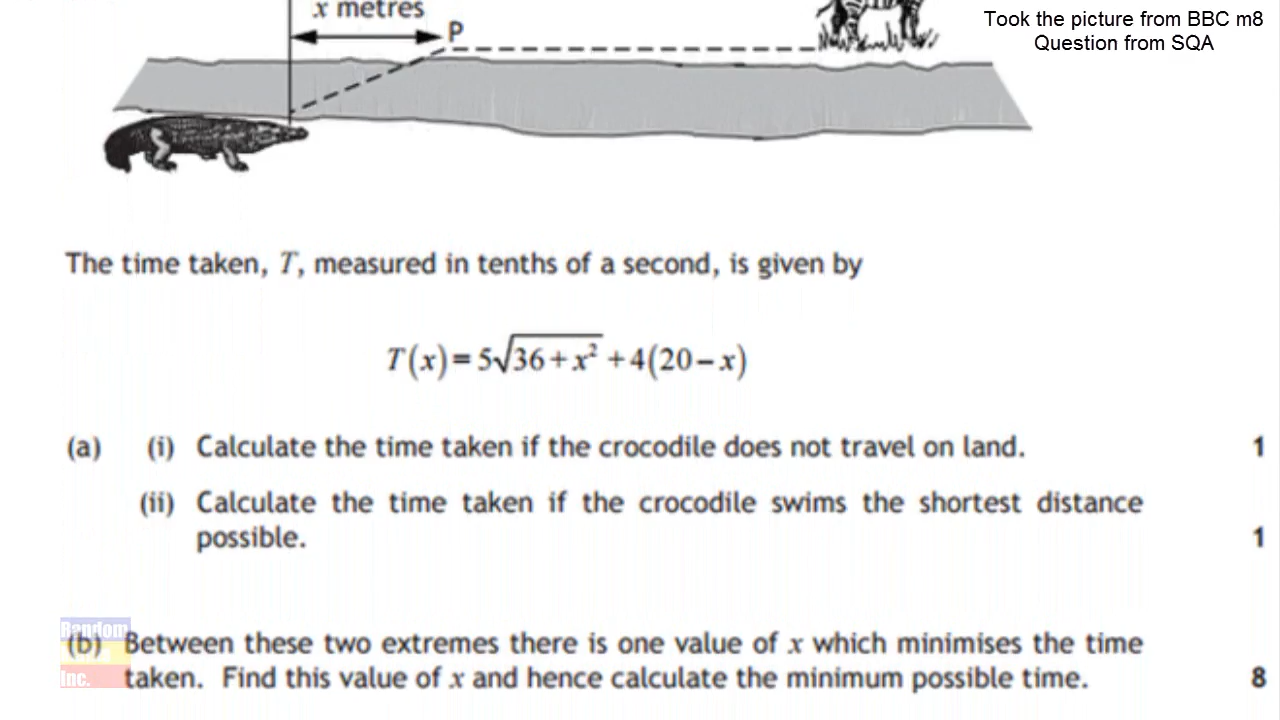 x metres
P
Took the picture from BBC m8
Question from SQA
The time taken, T, measured in tenths of a second, is given by
T(x)=5√36+x² +4(20−x)
(a) (i) Calculate the time taken if the crocodile does not travel on land. 1
(ii) Calculate the time taken if the crocodile swims the shortest distance
possible. 1
Random
(b) Between these two extremes there is one value of x which minimises the time
Inc. taken. Find this value of x and hence calculate the minimum possible time. 8